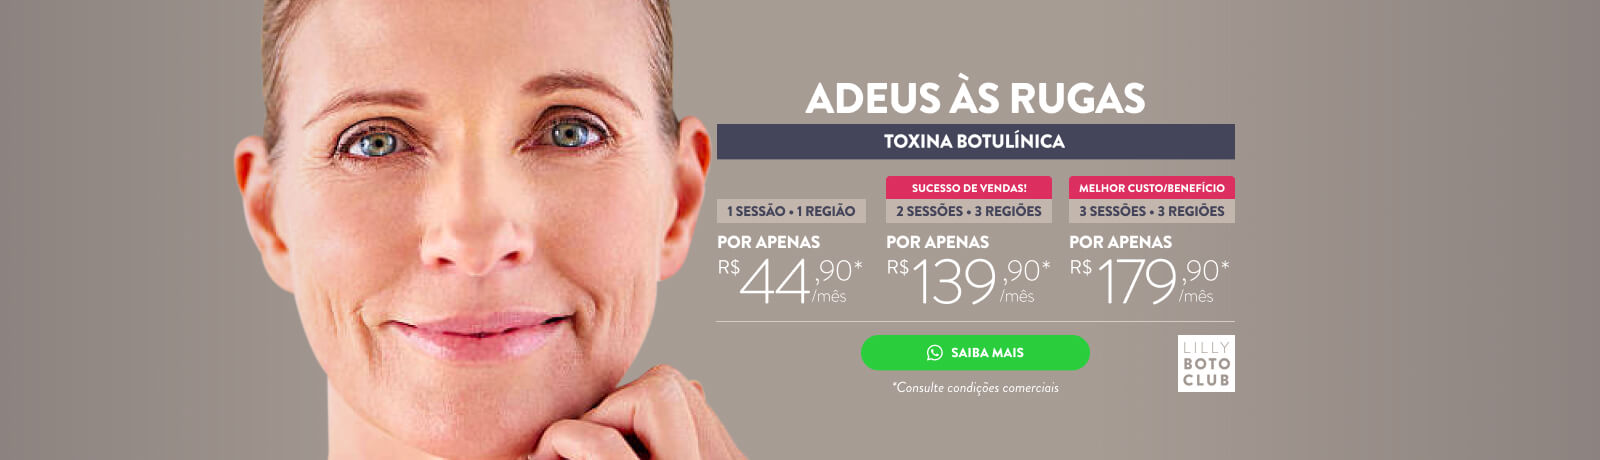 ADEUS ÀS RUGAS
TOXINA BOTULÍNICA
1 SESSÃO • 1 REGIÃO
POR APENAS
R$ 44,90*
/mês
SUCESSO DE VENDAS!
2 SESSÕES • 3 REGIÕES
POR APENAS
R$ 139,90*
/mês
MELHOR CUSTO/BENEFÍCIO
3 SESSÕES • 3 REGIÕES
POR APENAS
R$ 179,90*
/mês
SAIBA MAIS
*Consulte condições comerciais
LILLY
BOTO
CLUB